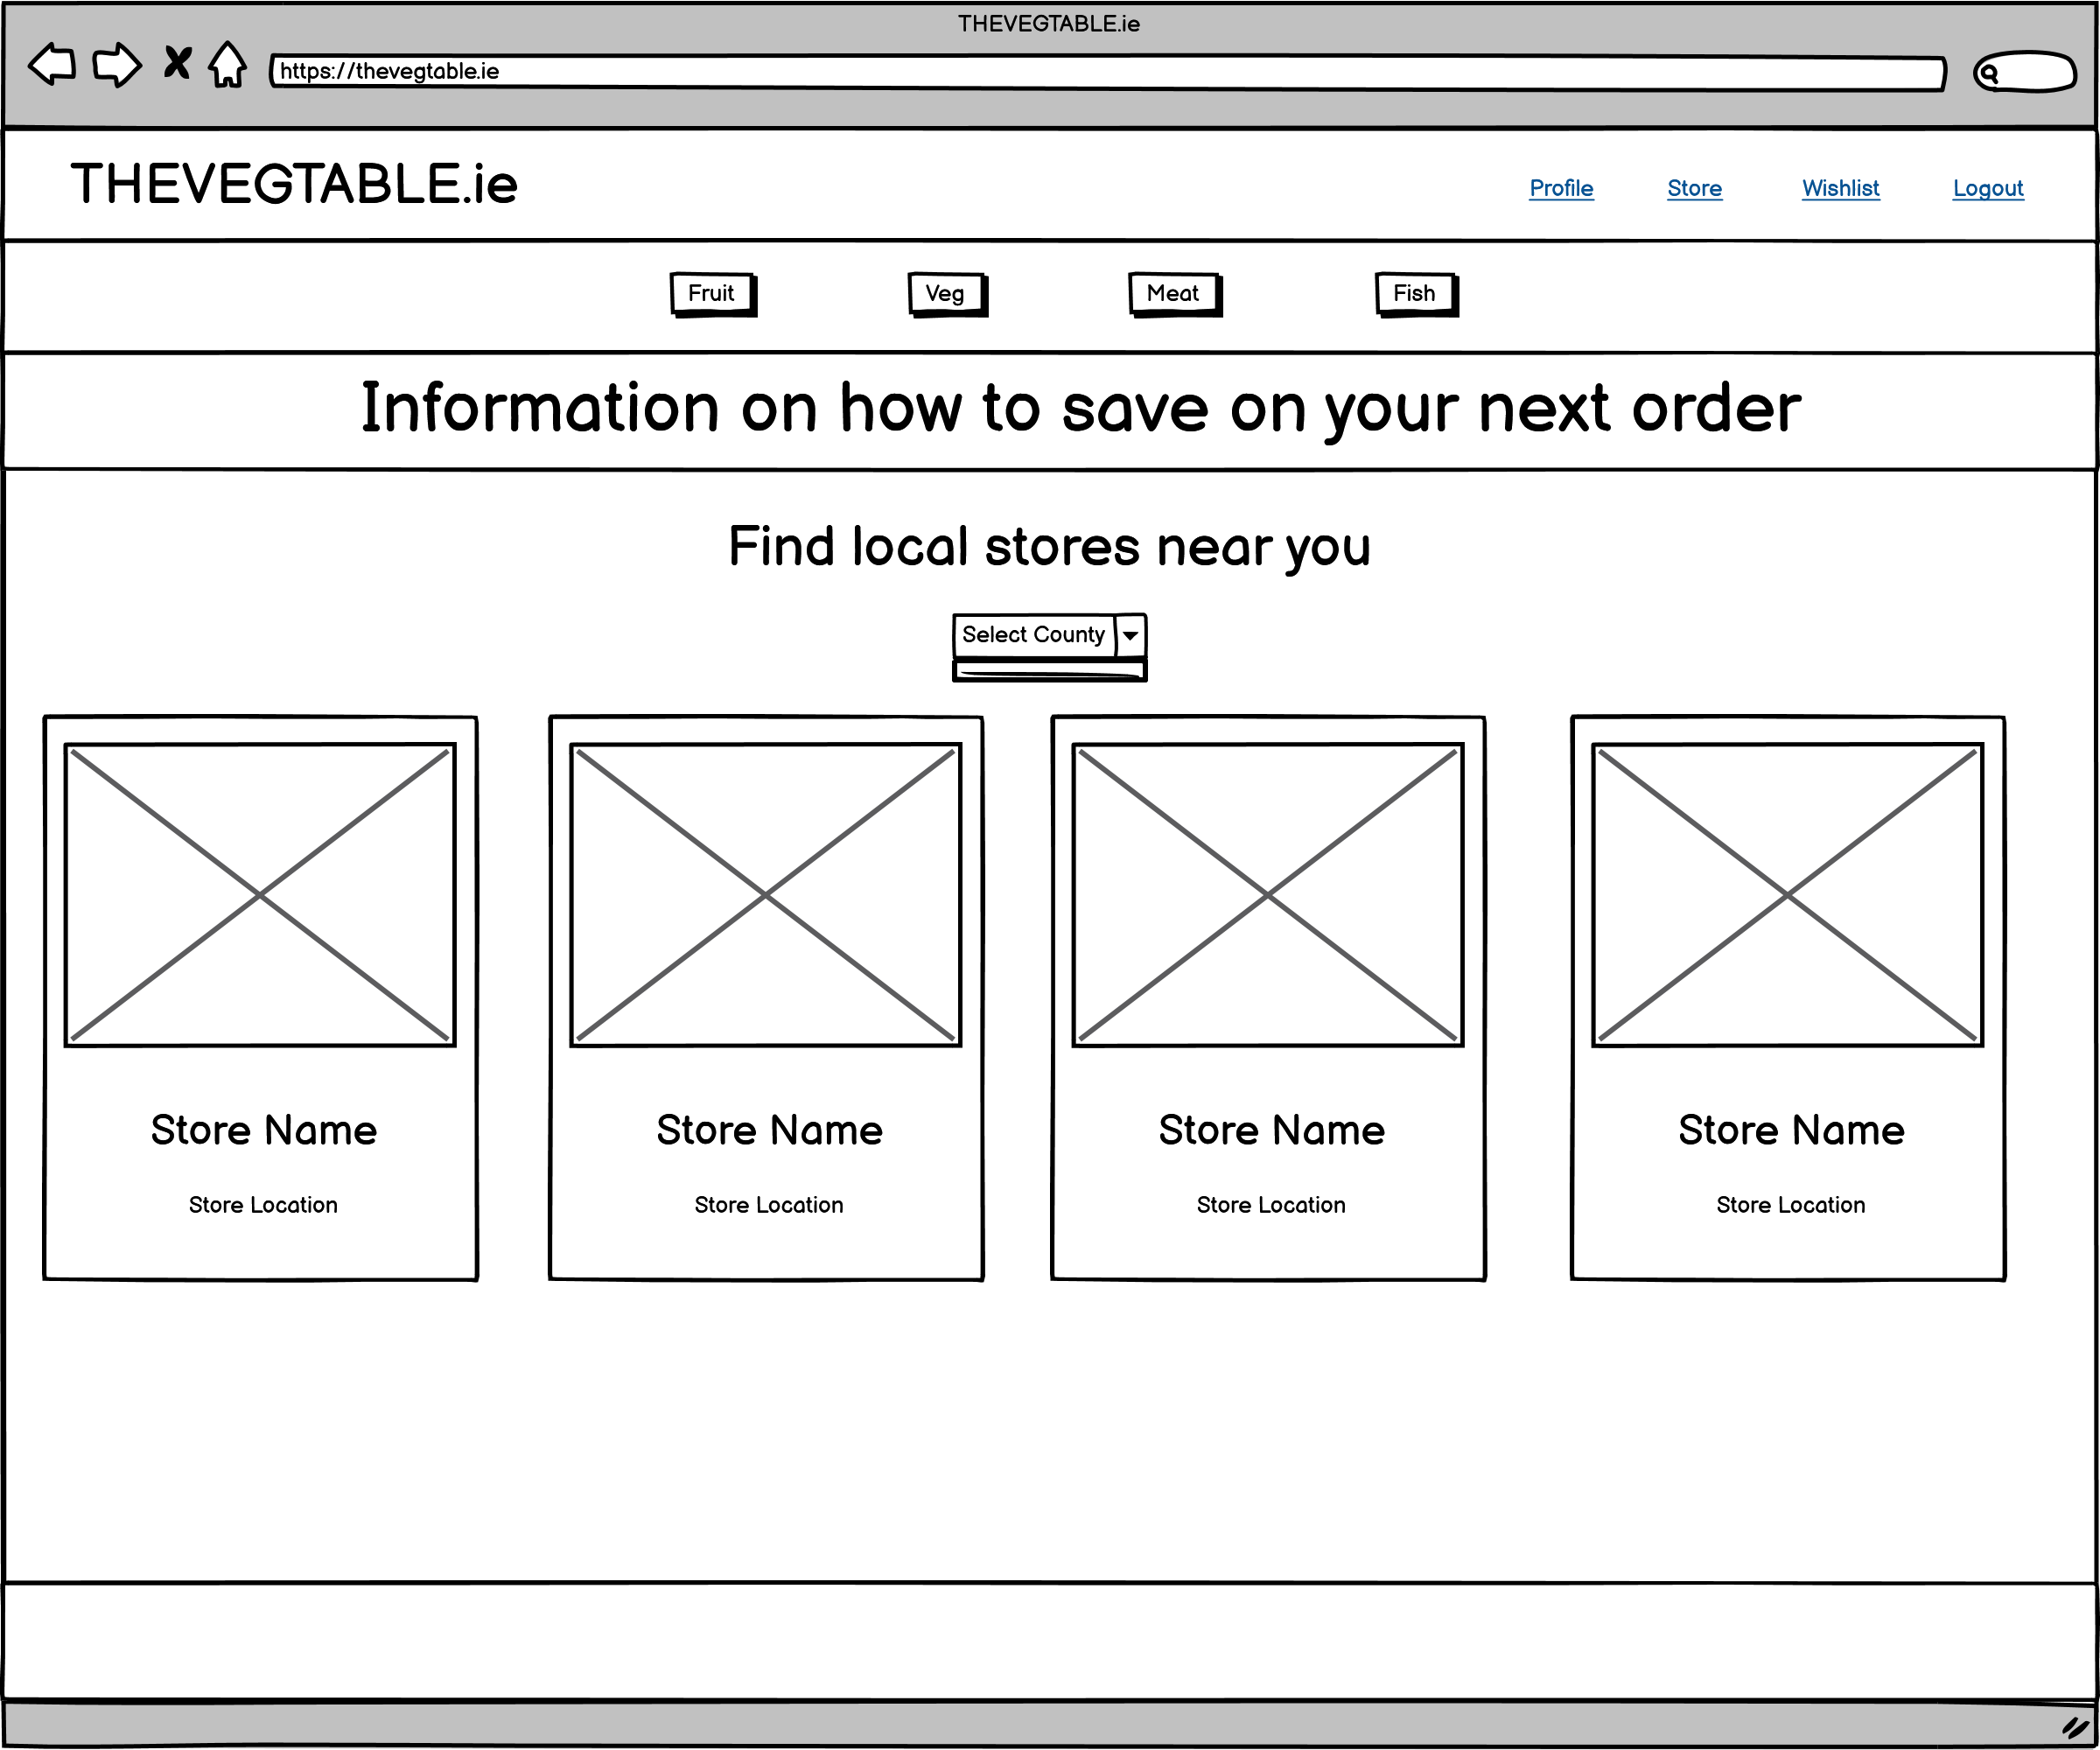 THEVEGTABLE.ie
https://thevegtable.ie
THEVEGTABLE.ie
Profile Store Wishlist Logout
Fruit Veg Meat Fish
Information on how to save on your next order
Find local stores near you
Select County
Store Name Store Name Store Name Store Name
Store Location Store Location Store Location Store Location